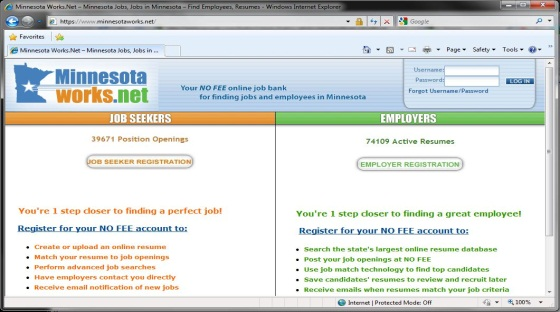 Minnesota Works.Net – Minnesota Jobs, Jobs in Minnesota – Find Employees, Resumes - Windows Internet Explorer
https://www.minnesotaworks.net/
Google
Favorites
Minnesota Works.Net – Minnesota Jobs, Jobs in ...
Page Safety Tools
Minnesota
works.net
Your NO FEE online job bank
for finding jobs and employees in Minnesota
Username:
Password:
LOG IN
Forgot Username/Password
JOB SEEKERS
39671 Position Openings
JOB SEEKER REGISTRATION
You're 1 step closer to finding a perfect job!
Register for your NO FEE account to:
Create or upload an online resume
Match your resume to job openings
Perform advanced job searches
Have employers contact you directly
Receive email notification of new jobs
EMPLOYERS
74109 Active Resumes
EMPLOYER REGISTRATION
You're 1 step closer to finding a great employee!
Register for your NO FEE account to:
Search the state's largest online resume database
Post your job openings at NO FEE
Use job match technology to find top candidates
Save candidates' resumes to review and recruit later
Receive emails when resumes match your job criteria
Internet | Protected Mode: Off
100%